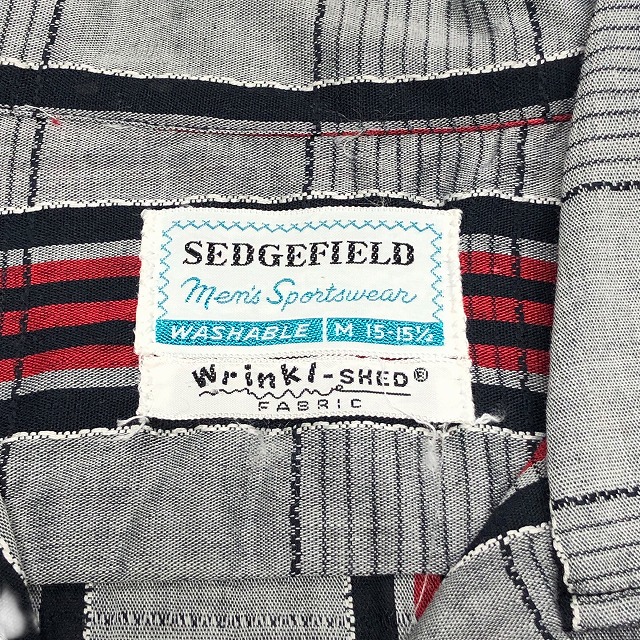 SEDGEFIELD
Men's Sportswear
WASHABLE M 15-15½
Wrinkl-SHED®
FABRIC